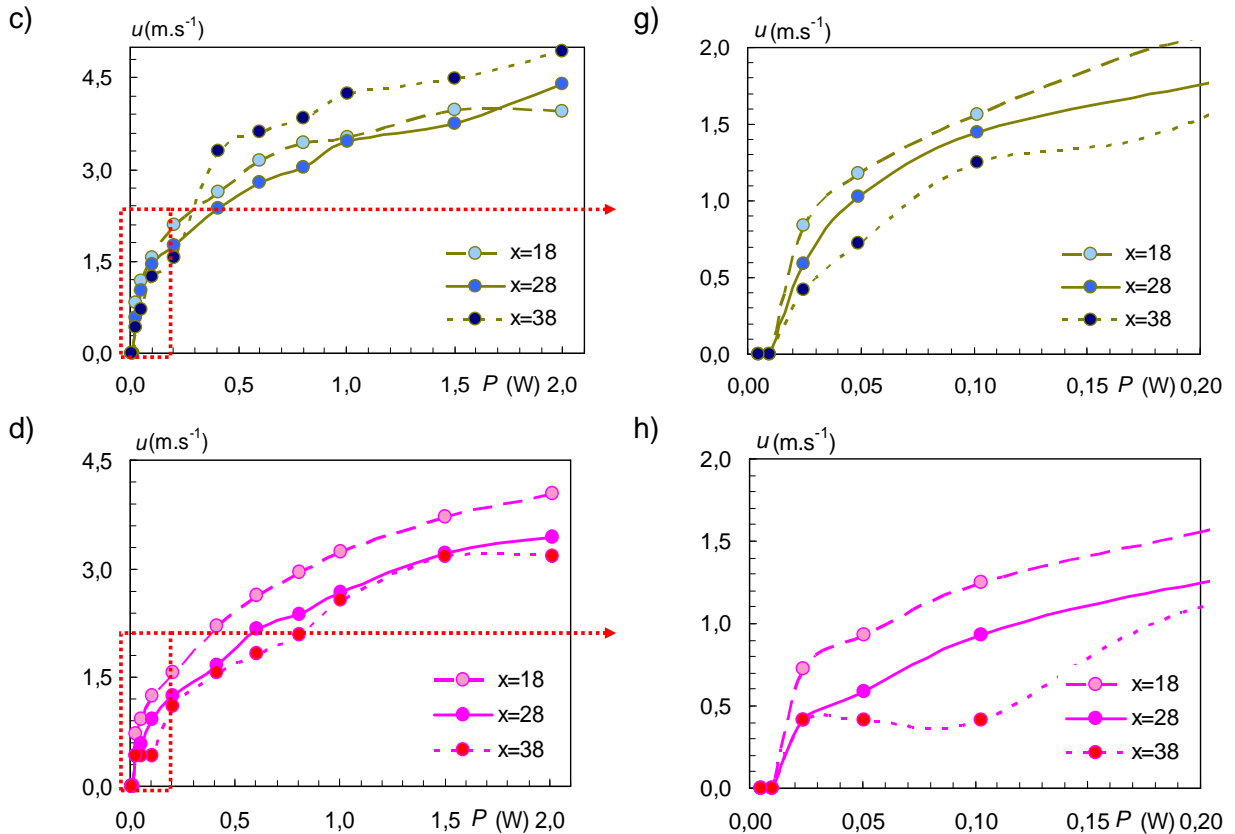 c)
u(m.s⁻¹)
4,5
3,0
1,5
0,0
x=18
x=28
x=38
0,0 0,5 1,0 1,5 P (W) 2,0
g)
u(m.s⁻¹)
2,0
1,5
1,0
0,5
0,0
x=18
x=28
x=38
0,00 0,05 0,10 0,15 P (W) 0,20
d)
u(m.s⁻¹)
4,5
3,0
1,5
0,0
x=18
x=28
x=38
0,0 0,5 1,0 1,5 P (W) 2,0
h)
u(m.s⁻¹)
2,0
1,5
1,0
0,5
0,0
x=18
x=28
x=38
0,00 0,05 0,10 0,15 P (W) 0,20